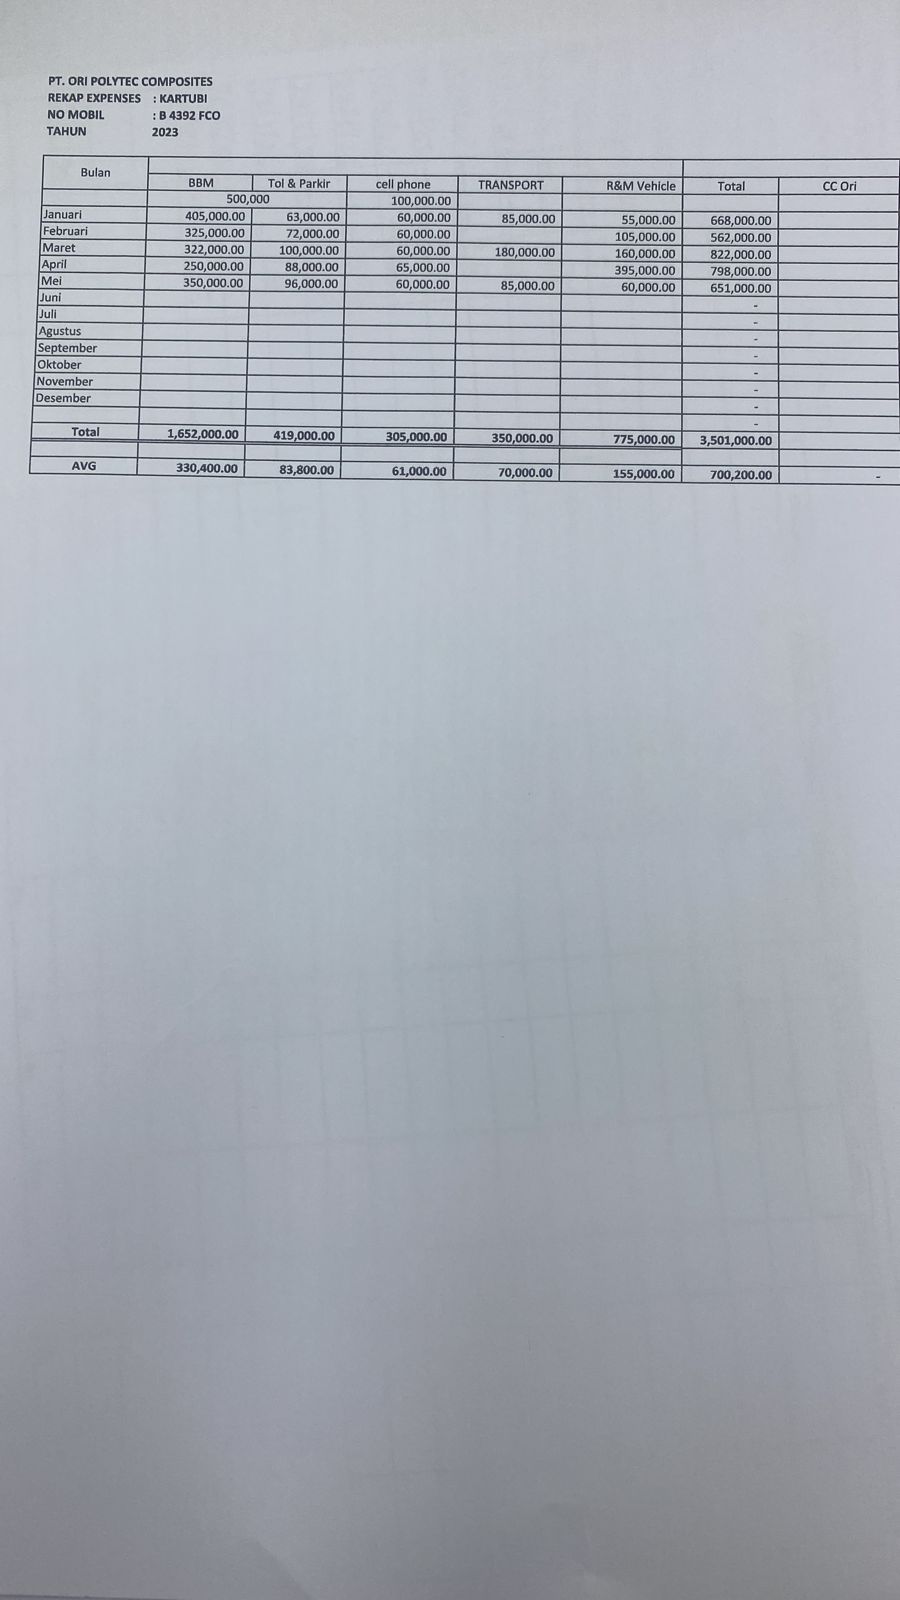 PT. ORI POLYTEC COMPOSITES
REKAP EXPENSES : KARTUBI
NO MOBIL : B 4392 FCO
TAHUN 2023
Bulan BBM Tol & Parkir cell phone TRANSPORT R&M Vehicle Total CC Ori
500,000 100,000.00
Januari 405,000.00 63,000.00 60,000.00 85,000.00 55,000.00 668,000.00
Februari 325,000.00 72,000.00 60,000.00 105,000.00 562,000.00
Maret 322,000.00 100,000.00 60,000.00 180,000.00 160,000.00 822,000.00
April 250,000.00 88,000.00 65,000.00 395,000.00 798,000.00
Mei 350,000.00 96,000.00 60,000.00 85,000.00 60,000.00 651,000.00
Juni -
Juli -
Agustus -
September -
Oktober -
November -
Desember -
-
Total 1,652,000.00 419,000.00 305,000.00 350,000.00 775,000.00 3,501,000.00
AVG 330,400.00 83,800.00 61,000.00 70,000.00 155,000.00 700,200.00 -